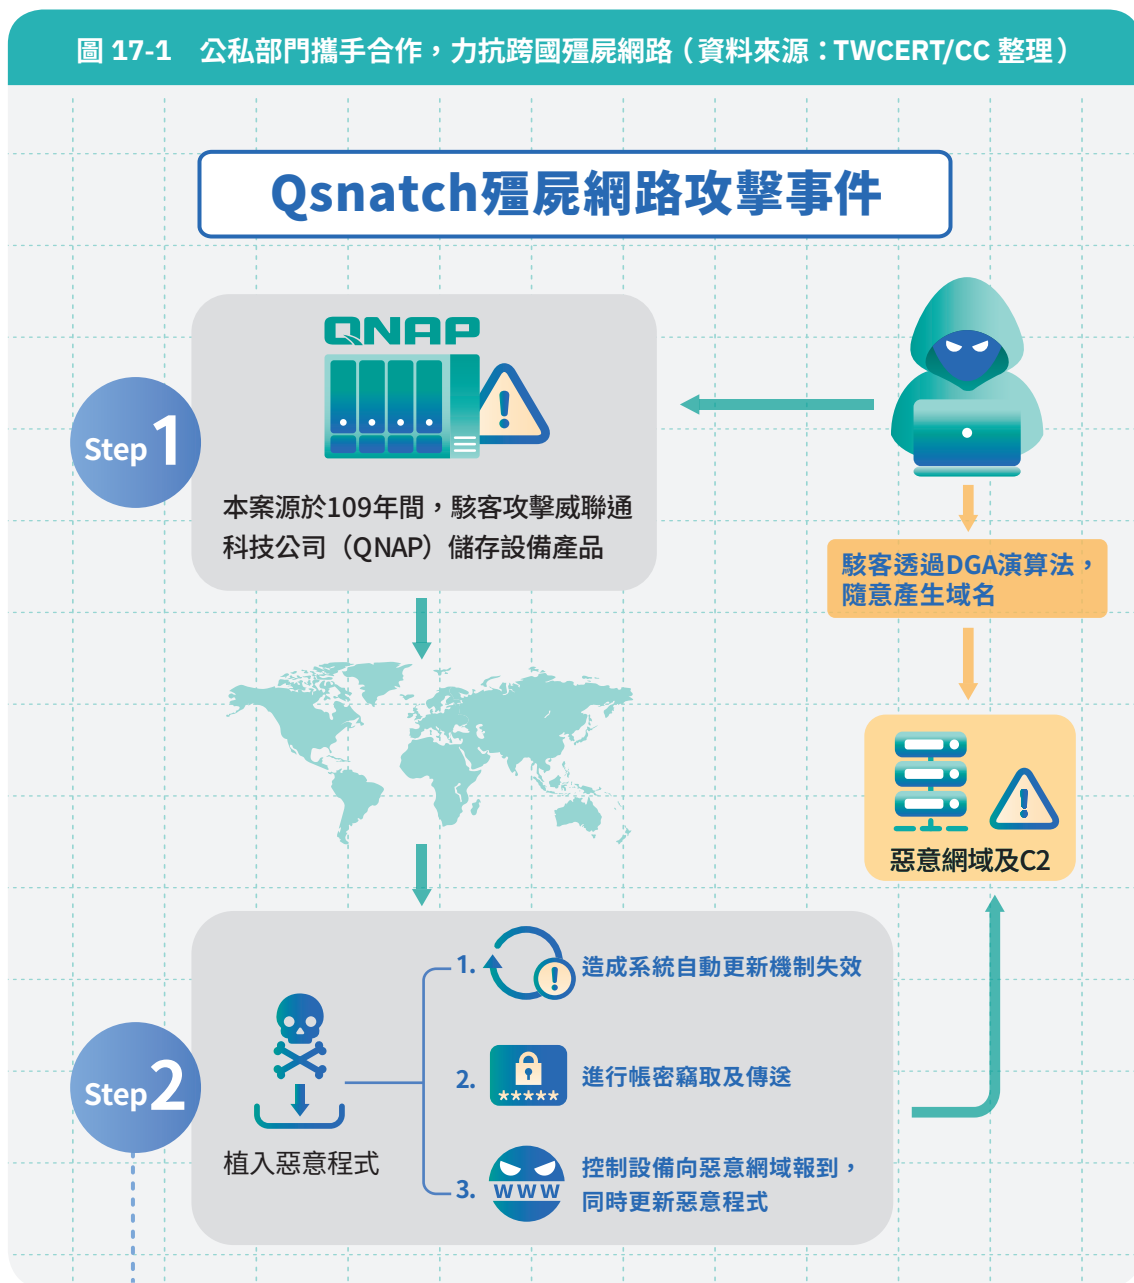 圖 17-1 公私部門攜手合作，力抗跨國殭屍網路（資料來源：TWCERT/CC 整理）
Qsnatch殭屍網路攻擊事件
QNAP
Step 1
本案源於109年間，駭客攻擊威聯通
科技公司（QNAP）儲存設備產品
駭客透過DGA演算法，
隨意產生域名
惡意網域及C2
Step 2
植入惡意程式
1. 造成系統自動更新機制失效
2. 進行帳密竊取及傳送
*****
3. 控制設備向惡意網域報到，
同時更新惡意程式
WWW